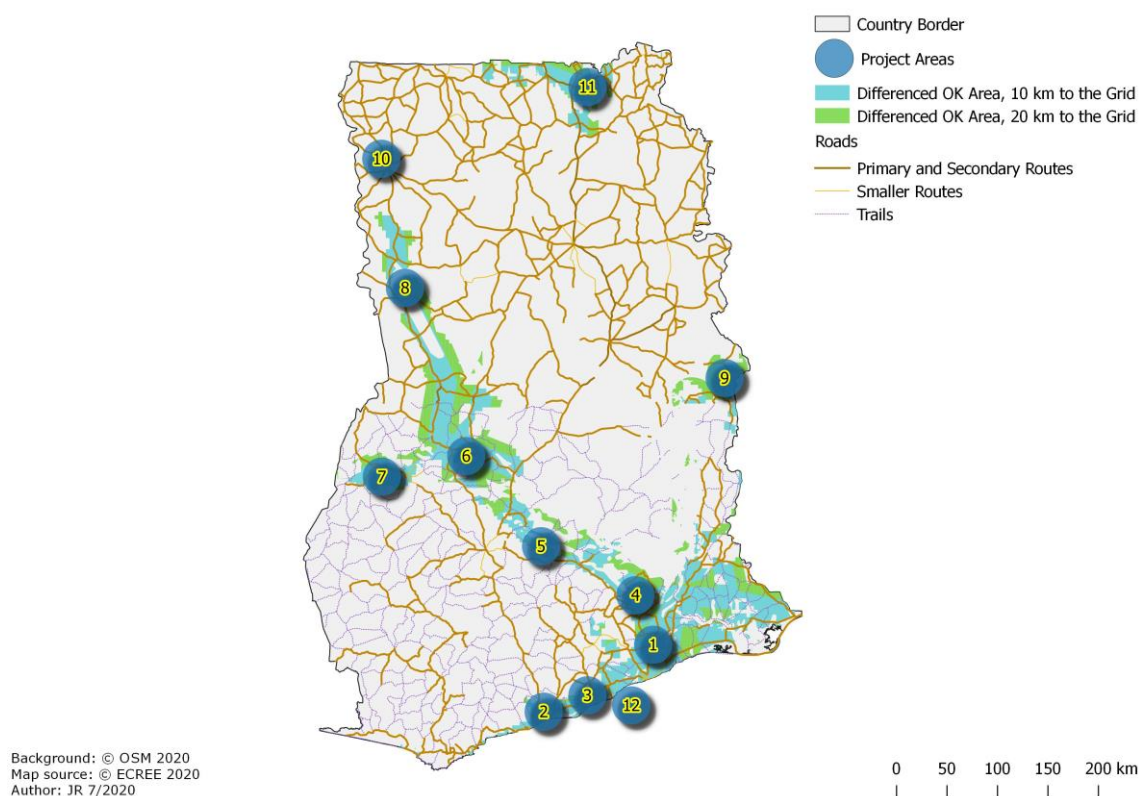 Country Border
Project Areas
Differenced OK Area, 10 km to the Grid
Differenced OK Area, 20 km to the Grid
Roads
Primary and Secondary Routes
Smaller Routes
Trails
11
10
8
9
6
7
5
4
1
3
2
12
Background: © OSM 2020
Map source: © ECREE 2020
Author: JR 7/2020
0 50 100 150 200 km